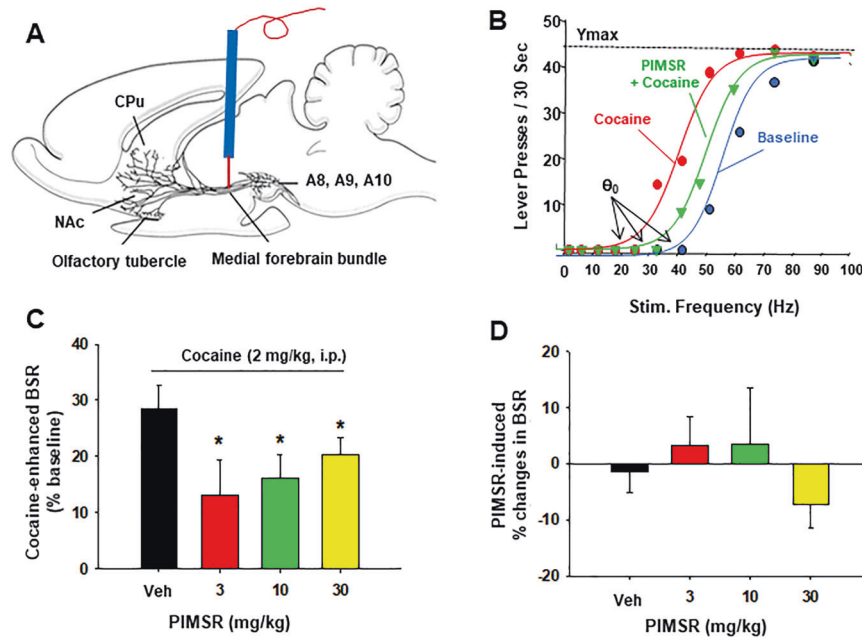 A
CPu
NAc
Olfactory tubercle
Medial forebrain bundle
A8, A9, A10
B
Ymax
PIMSR
+ Cocaine
Cocaine
Baseline
θ0
Lever Presses / 30 Sec
50
40
30
20
10
0 10 20 30 40 50 60 70 80 90 100
Stim. Frequency (Hz)
C
Cocaine (2 mg/kg, i.p.)
Cocaine-enhanced BSR
(% baseline)
40
30
20
10
0
* * *
Veh 3 10 30
PIMSR (mg/kg)
D
PIMSR-induced
% changes in BSR
20
10
0
-10
-20
Veh 3 10 30
PIMSR (mg/kg)